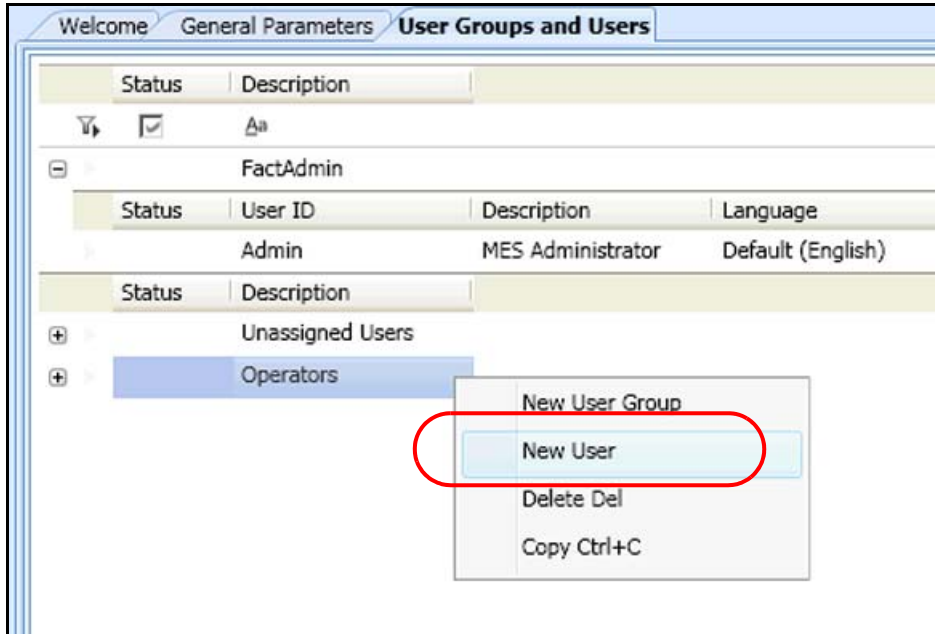 Welcome General Parameters User Groups and Users
Status Description
Aa
FactAdmin
Status User ID Description Language
Admin MES Administrator Default (English)
Status Description
Unassigned Users
Operators
New User Group
New User
Delete Del
Copy Ctrl+C